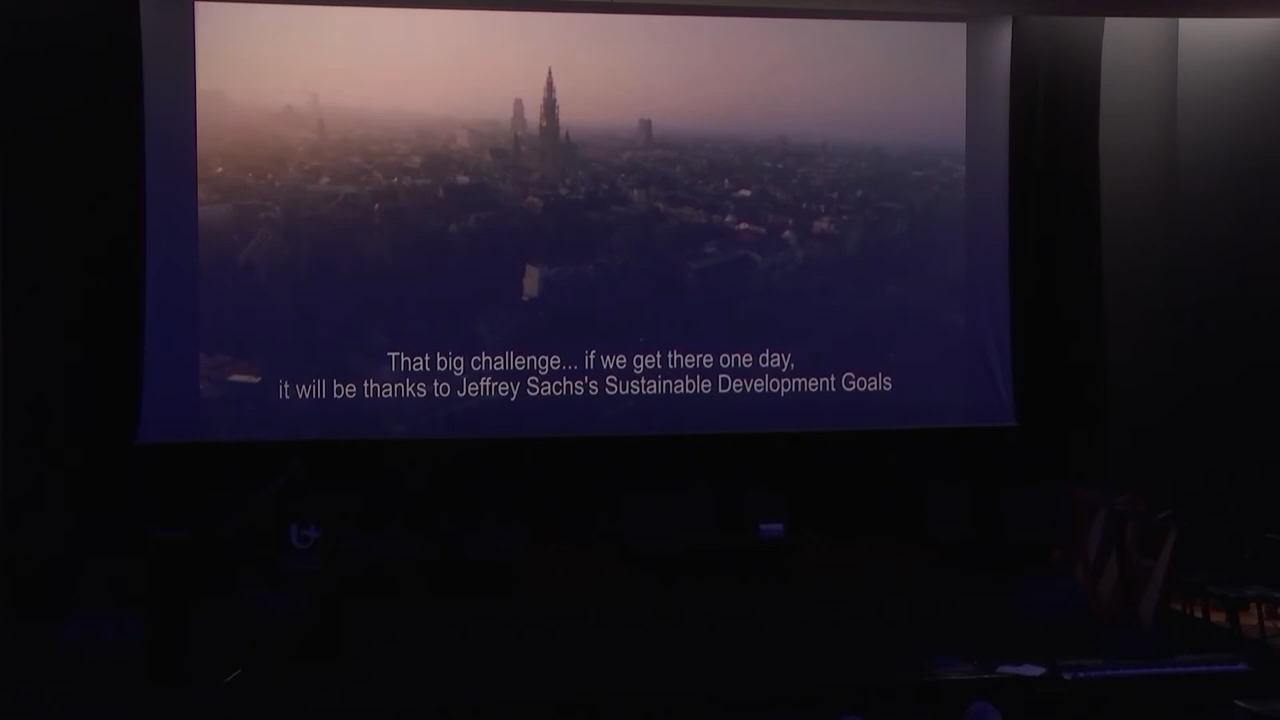 That big challenge... if we get there one day,
it will be thanks to Jeffrey Sachs's Sustainable Development Goals